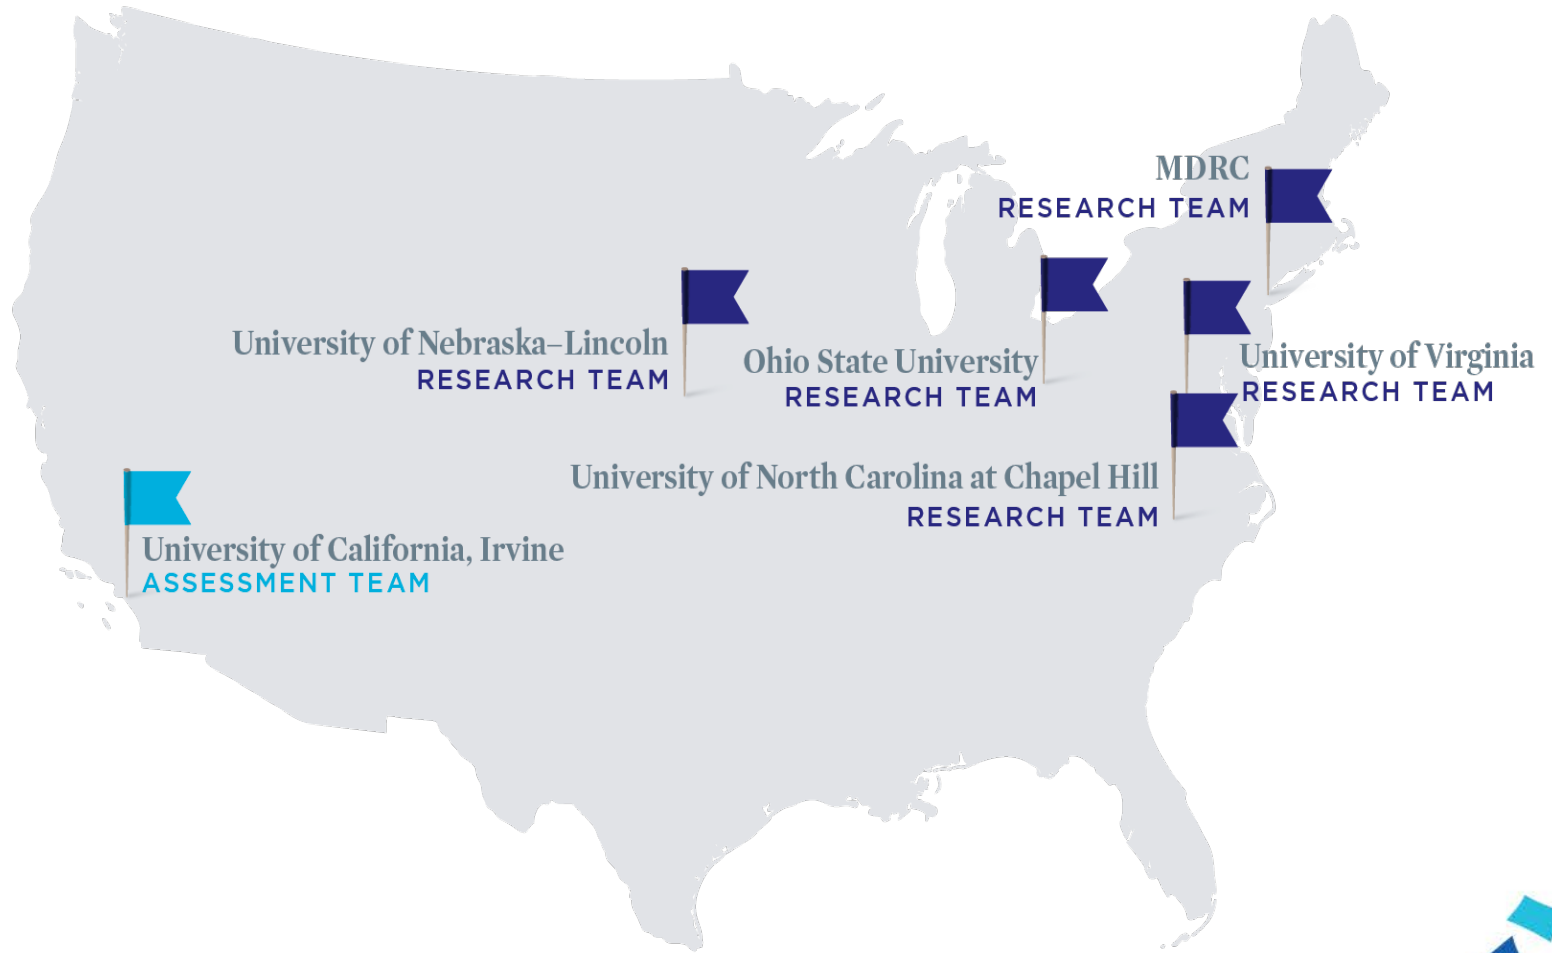 MDRC
RESEARCH TEAM
University of Nebraska–Lincoln
RESEARCH TEAM
Ohio State University
RESEARCH TEAM
University of Virginia
RESEARCH TEAM
University of North Carolina at Chapel Hill
RESEARCH TEAM
University of California, Irvine
ASSESSMENT TEAM